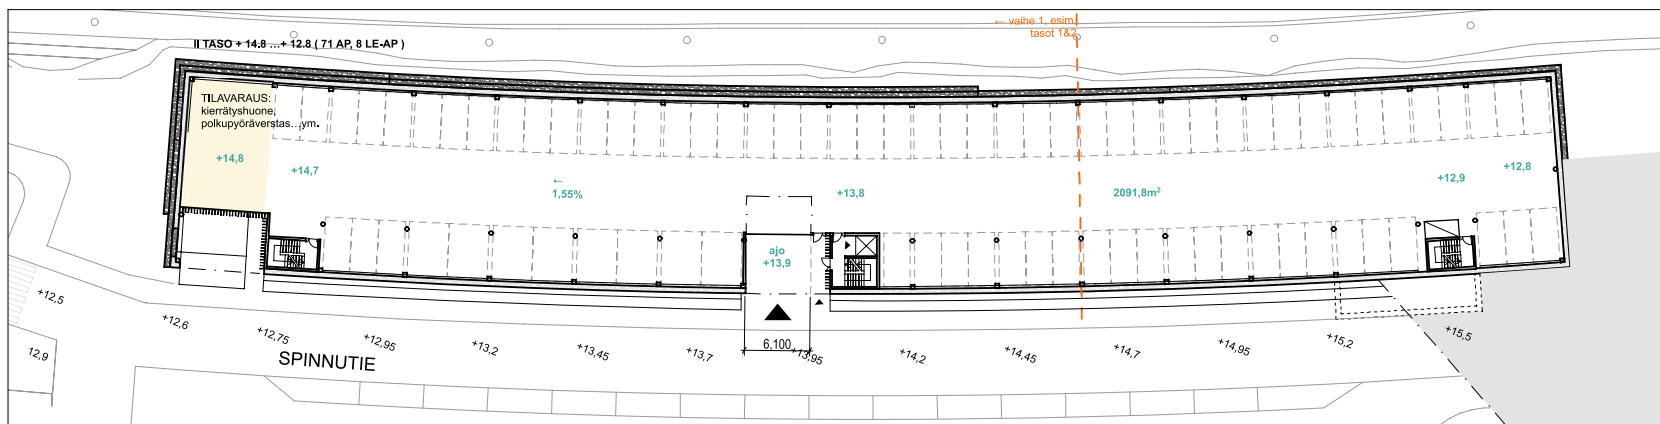 ← vaihe 1, esim.
tasot 1&2
II TASO + 14.8 ...+ 12.8 ( 71 AP, 8 LE-AP )
TILAVARAUS:
kierrätyshuone,
polkupyöräverstas...ym.
+14,8
+14,7
←
1,55%
+13,8
2091,8m²
+12,9
+12,8
ajo
+13,9
+12,5
+12,6
+12,75
+12,95
+13,2
+13,45
+13,7
6,100
+13,95
+14,2
+14,45
+14,7
+14,95
+15,2
+15,5
12,9
SPINNUTIE